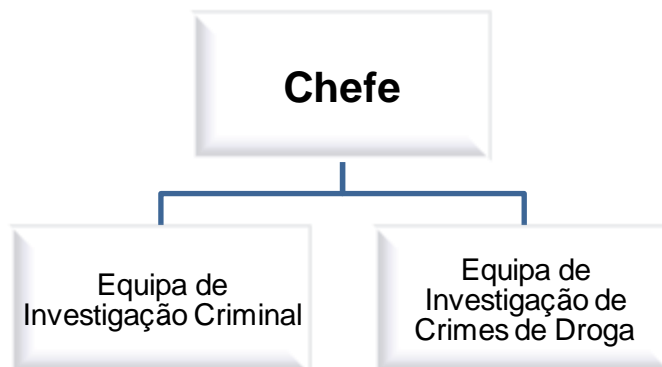 Chefe
Equipa de
Investigação Criminal
Equipa de
Investigação de
Crimes de Droga